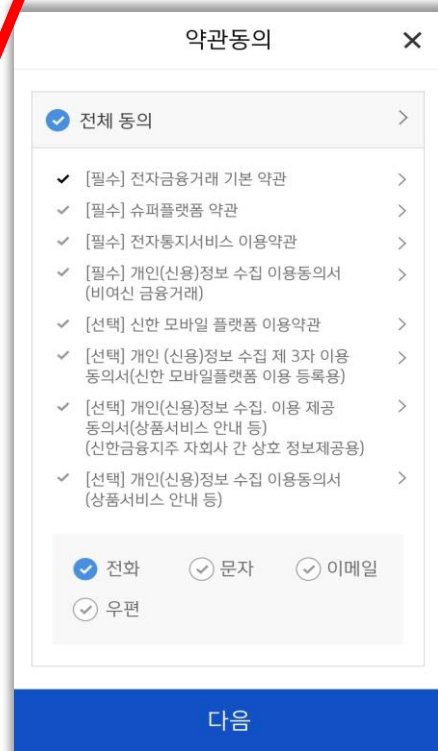 약관동의
전체 동의
[필수] 전자금융거래 기본 약관
[필수] 슈퍼플랫폼 약관
[필수] 전자통지서비스 이용약관
[필수] 개인(신용)정보 수집 이용동의서
(비여신 금융거래)
[선택] 신한 모바일 플랫폼 이용약관
[선택] 개인 (신용)정보 수집 제 3자 이용
동의서(신한 모바일플랫폼 이용 등록용)
[선택] 개인(신용)정보 수집. 이용 제공
동의서(상품서비스 안내 등)
(신한금융지주 자회사 간 상호 정보제공용)
[선택] 개인(신용)정보 수집 이용동의서
(상품서비스 안내 등)
전화 문자 이메일
우편
다음